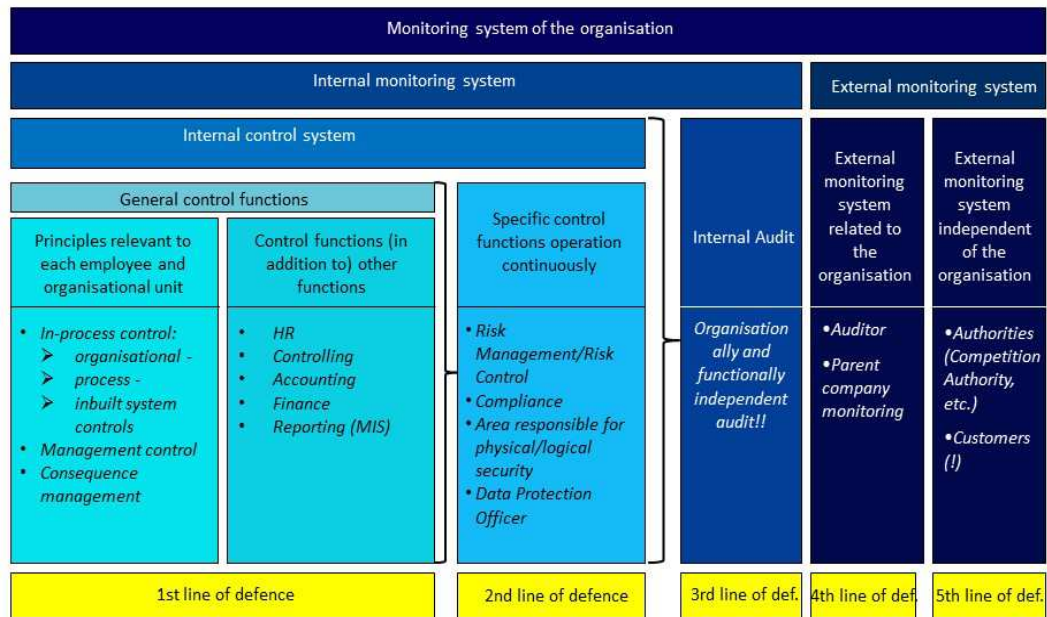 Monitoring system of the organisation
Internal monitoring system
External monitoring system
Internal control system
General control functions
Principles relevant to
each employee and
organisational unit
• In-process control:
➢ organisational -
➢ process -
➢ inbuilt system
controls
• Management control
• Consequence
management
Control functions (in
addition to) other
functions
• HR
• Controlling
• Accounting
• Finance
• Reporting (MIS)
Specific control
functions operation
continuously
• Risk
Management/Risk
Control
• Compliance
• Area responsible for
physical/logical
security
• Data Protection
Officer
Internal Audit
Organisation
ally and
functionally
independent
audit!!
External
monitoring
system
related to
the
organisation
• Auditor
• Parent
company
monitoring
External
monitoring
system
independent
of the
organisation
• Authorities
(Competition
Authority,
etc.)
• Customers
(!)
1st line of defence
2nd line of defence
3rd line of def.
4th line of def.
5th line of def.